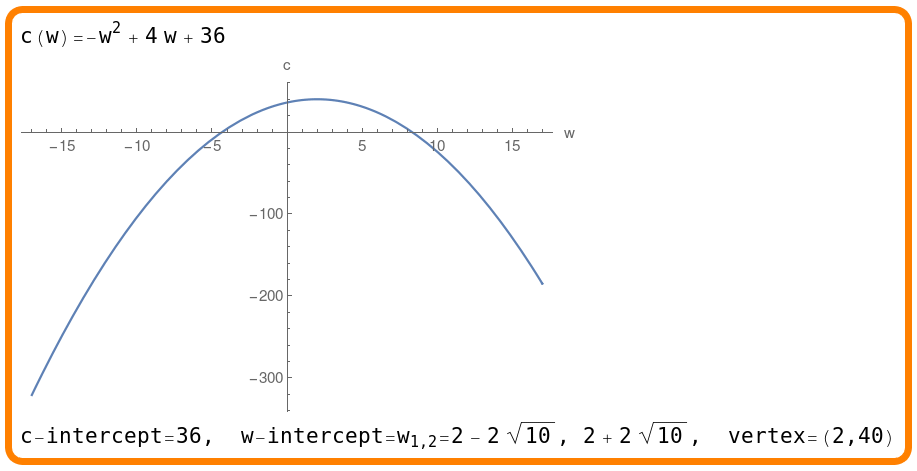 c(w)=-w² + 4 w + 36
c
w
-15 -10 -5 5 10 15
-100
-200
-300
c-intercept=36, w-intercept=w₁,₂=2 - 2 √10, 2 + 2 √10, vertex=(2,40)